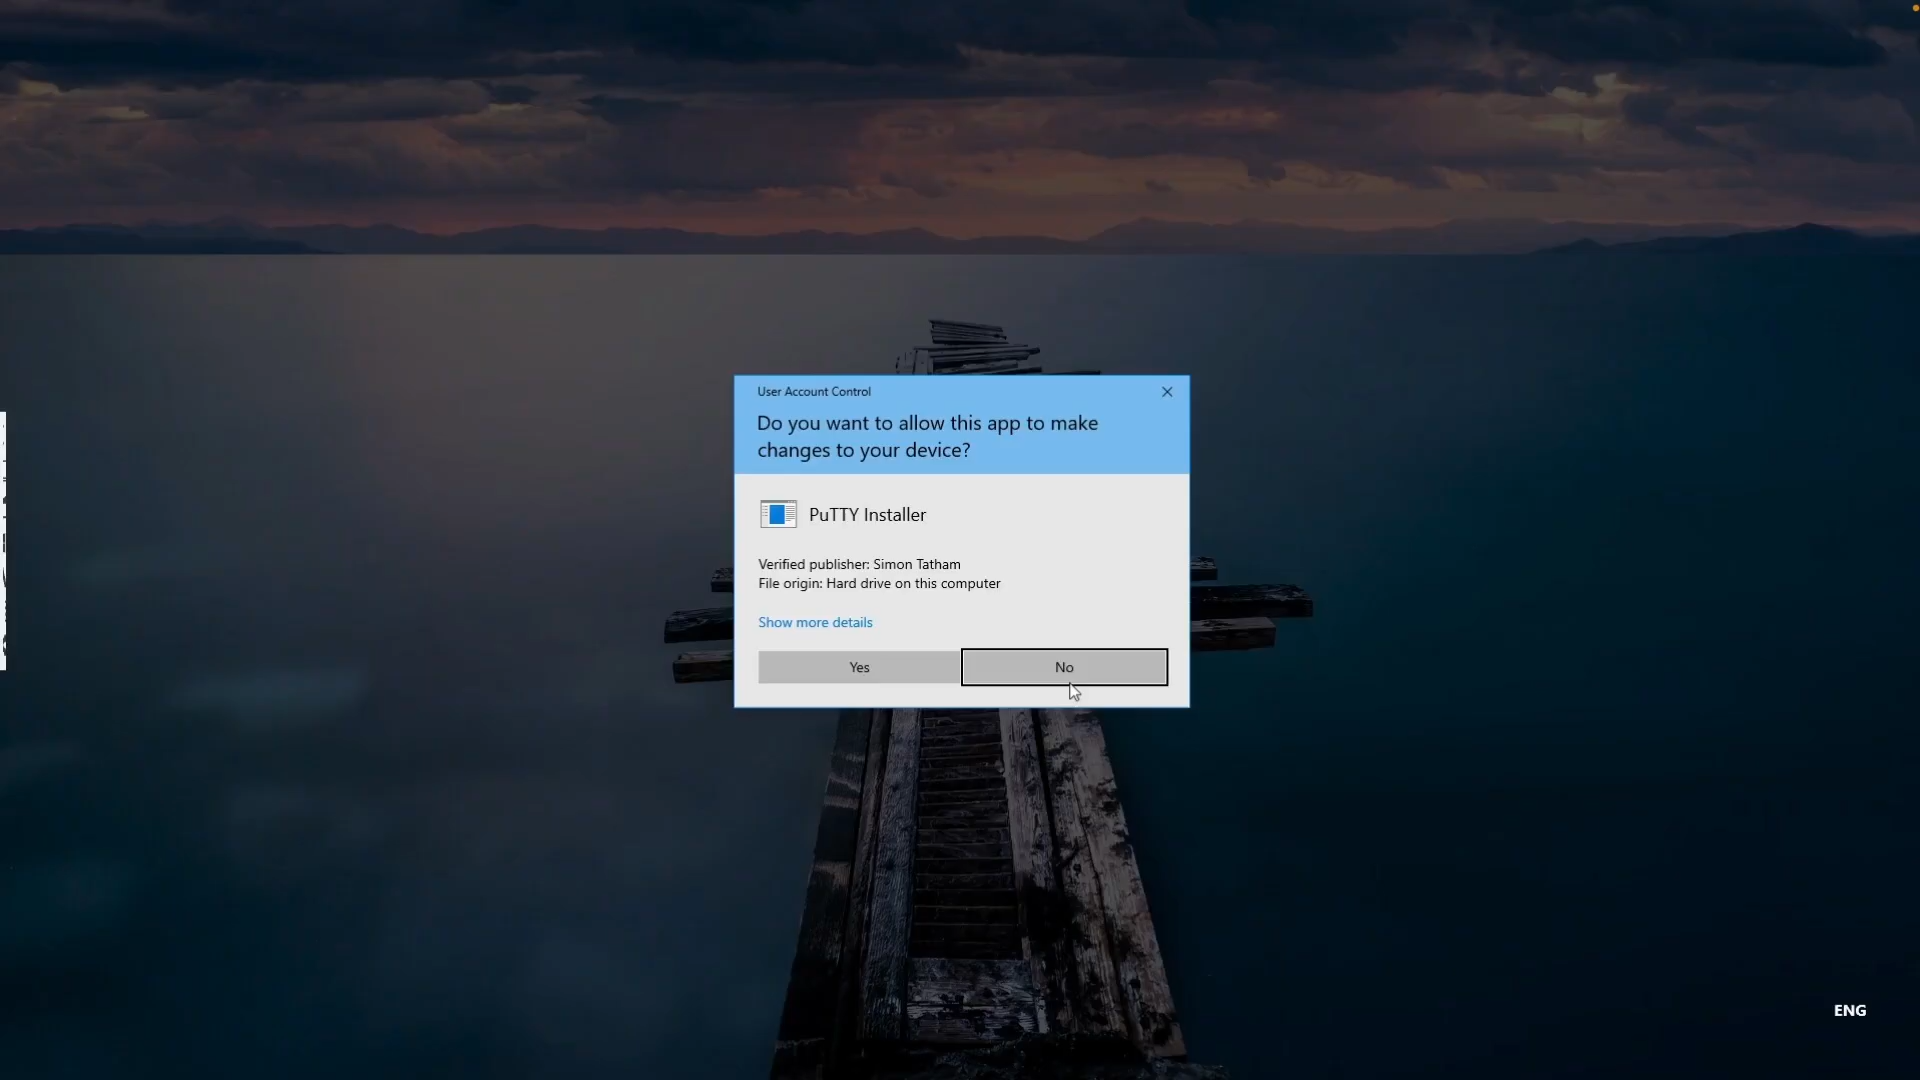 User Account Control
Do you want to allow this app to make
changes to your device?
PuTTY Installer
Verified publisher: Simon Tatham
File origin: Hard drive on this computer
Show more details
Yes
No
ENG